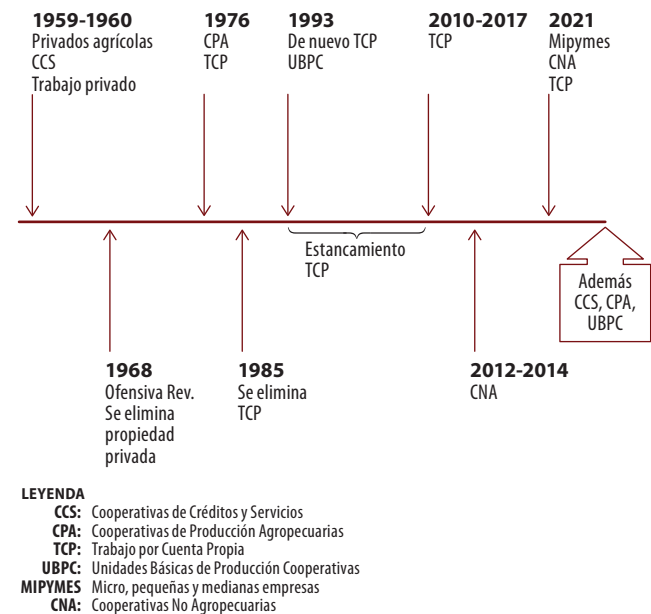 1959-1960
Privados agrícolas
CCS
Trabajo privado
1976
CPA
TCP
1993
De nuevo TCP
UBPC
2010-2017
TCP
2021
Mipymes
CNA
TCP
Estancamiento
TCP
Además
CCS, CPA,
UBPC
1968
Ofensiva Rev.
Se elimina
propiedad
privada
1985
Se elimina
TCP
2012-2014
CNA
LEYENDA
CCS: Cooperativas de Créditos y Servicios
CPA: Cooperativas de Producción Agropecuarias
TCP: Trabajo por Cuenta Propia
UBPC: Unidades Básicas de Producción Cooperativas
MIPYMES Micro, pequeñas y medianas empresas
CNA: Cooperativas No Agropecuarias